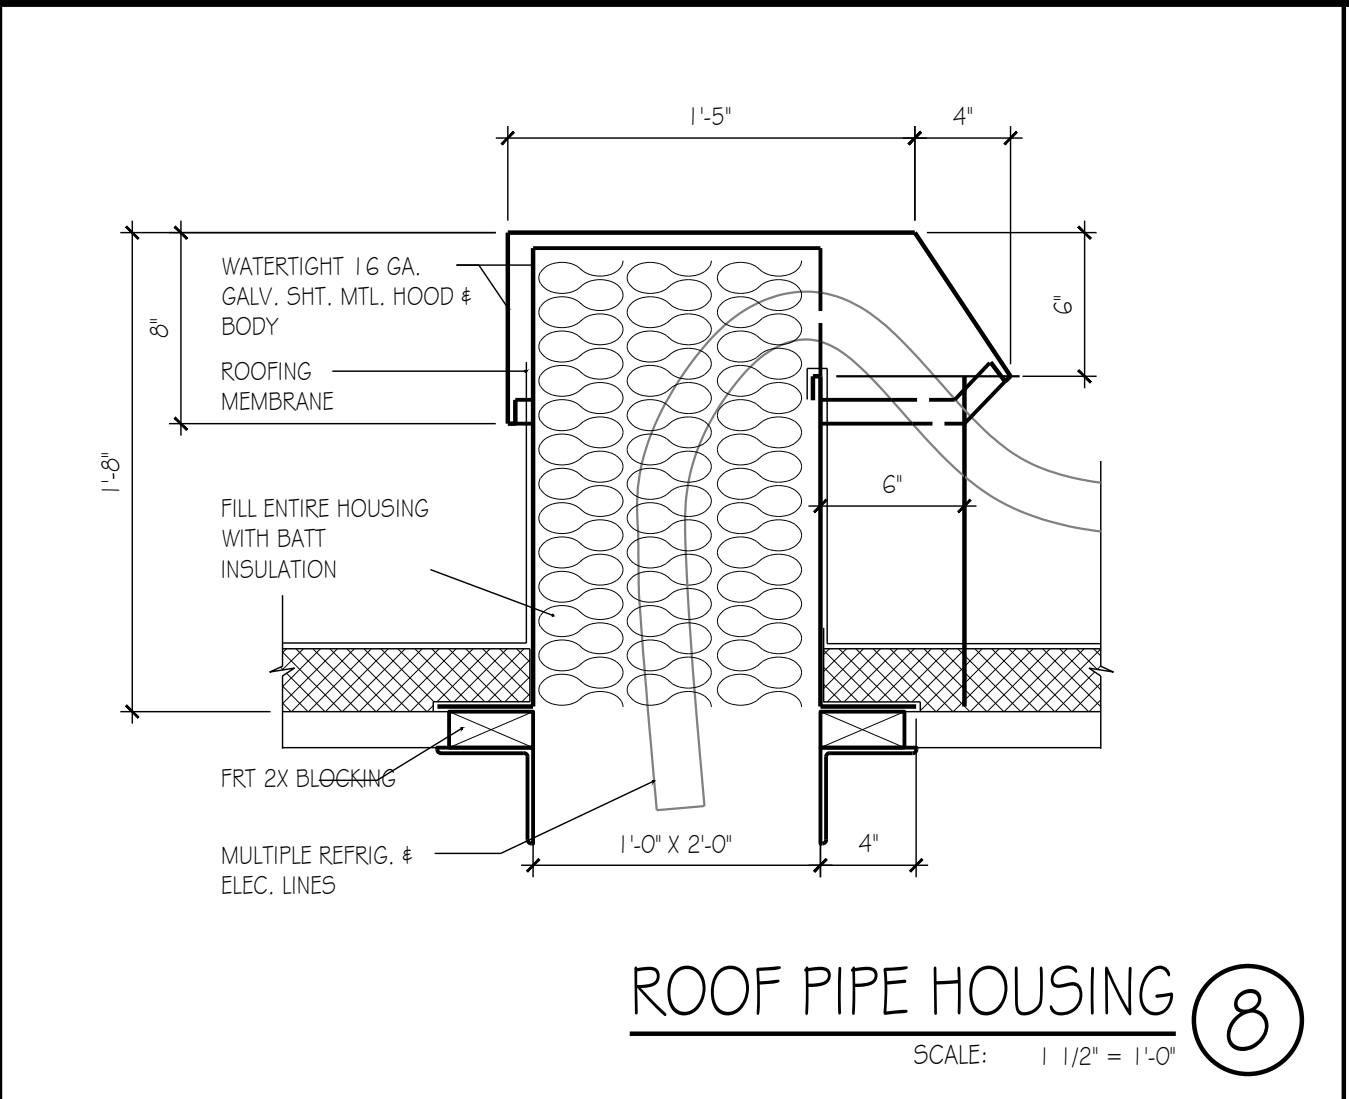 1'-5"
4"
WATERTIGHT 16 GA.
GALV. SHT. MTL. HOOD &
BODY
8"
6"
ROOFING
MEMBRANE
1'-8"
6"
FILL ENTIRE HOUSING
WITH BATT
INSULATION
FRT 2X BLOCKING
1'-0" X 2'-0"
4"
MULTIPLE REFRIG. &
ELEC. LINES
ROOF PIPE HOUSING
8
SCALE: 1 1/2" = 1'-0"